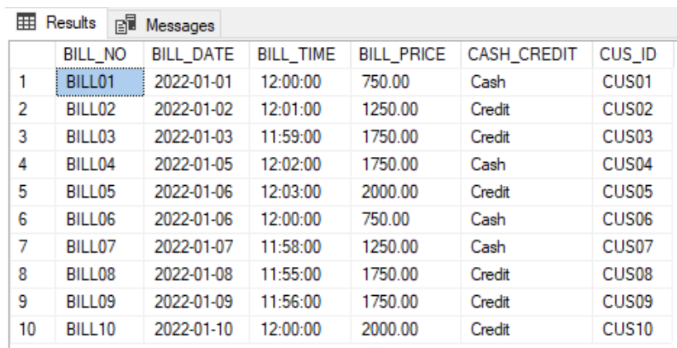 Results Messages
BILL_NO BILL_DATE BILL_TIME BILL_PRICE CASH_CREDIT CUS_ID
1 BILL01 2022-01-01 12:00:00 750.00 Cash CUS01
2 BILL02 2022-01-02 12:01:00 1250.00 Credit CUS02
3 BILL03 2022-01-03 11:59:00 1750.00 Credit CUS03
4 BILL04 2022-01-05 12:02:00 1750.00 Cash CUS04
5 BILL05 2022-01-06 12:03:00 2000.00 Credit CUS05
6 BILL06 2022-01-06 12:00:00 750.00 Cash CUS06
7 BILL07 2022-01-07 11:58:00 1250.00 Cash CUS07
8 BILL08 2022-01-08 11:55:00 1750.00 Credit CUS08
9 BILL09 2022-01-09 11:56:00 1750.00 Credit CUS09
10 BILL10 2022-01-10 12:00:00 2000.00 Credit CUS10